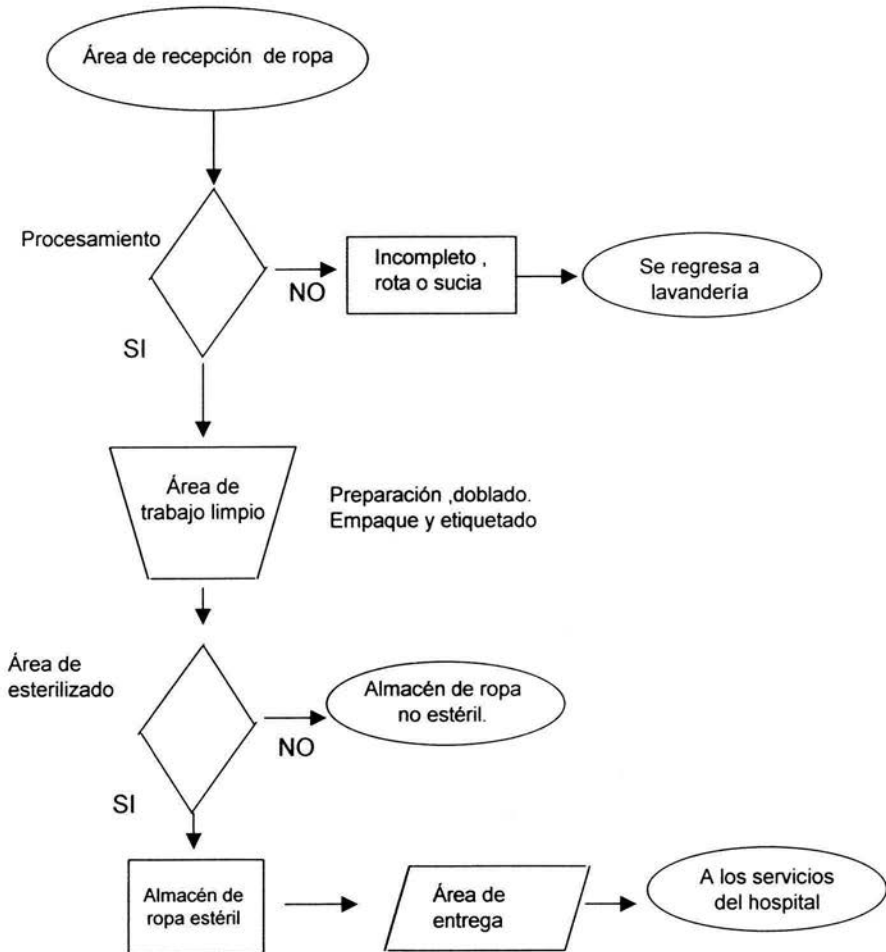 Área de recepción de ropa
Procesamiento
Incompleto ,
rota o sucia
Se regresa a
lavandería
NO
SI
Área de
trabajo limpio
Preparación ,doblado.
Empaque y etiquetado
Área de
esterilizado
Almacén de ropa
no estéril.
NO
SI
Almacén de
ropa estéril
Área de
entrega
A los servicios
del hospital